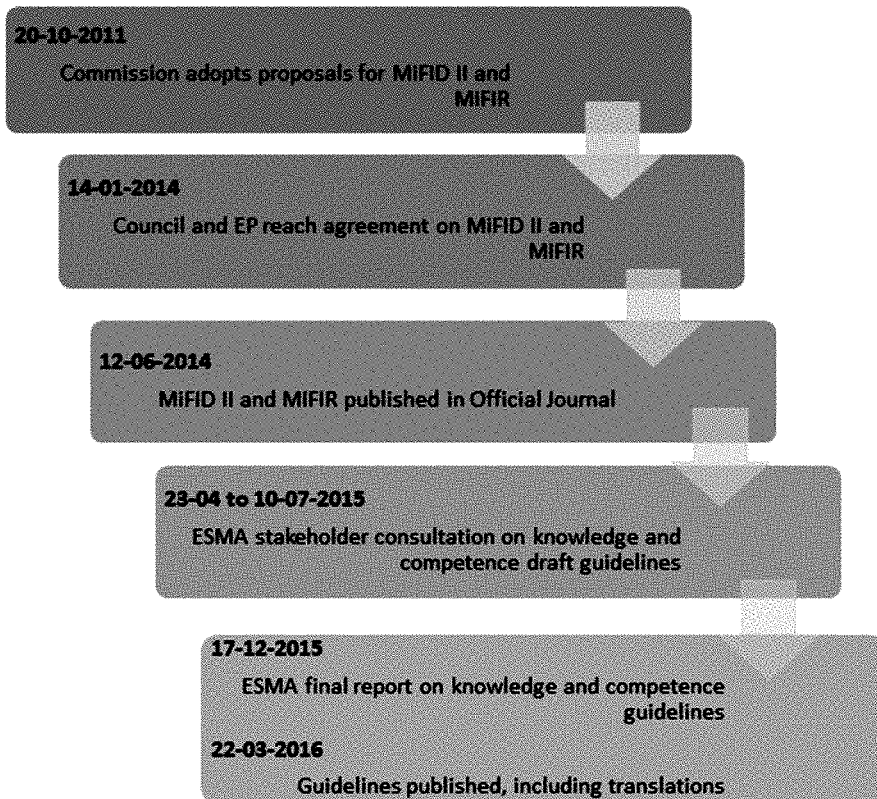 20-10-2011
Commission adopts proposals for MiFID II and
MiFIR
14-01-2014
Council and EP reach agreement on MiFID II and
MIFIR
12-06-2014
MiFID II and MIFIR published in Official Journal
23-04 to 10-07-2015
ESMA stakeholder consultation on knowledge and
competence draft guidelines
17-12-2015
ESMA final report on knowledge and competence
guidelines
22-03-2016
Guidelines published, including translations